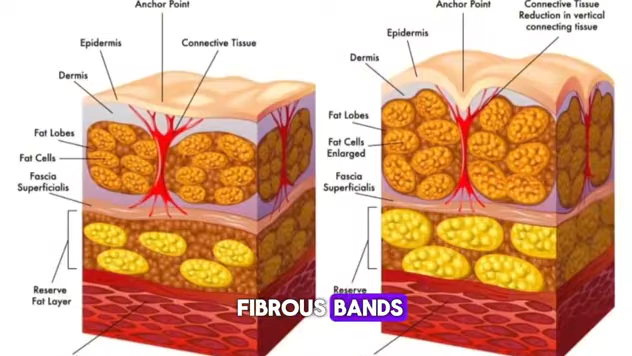 Anchor Point
Epidermis
Connective Tissue
Dermis
Fat Lobes
Fat Cells
Fascia
Superficialis
Reserve
Fat Layer
Anchor Point
Connective Tissue
Reduction in vertical
connecting tissue
Epidermis
Dermis
Fat Lobes
Fat Cells
Enlarged
Fascia
Superficialis
Reserve
FIBROUS BANDS